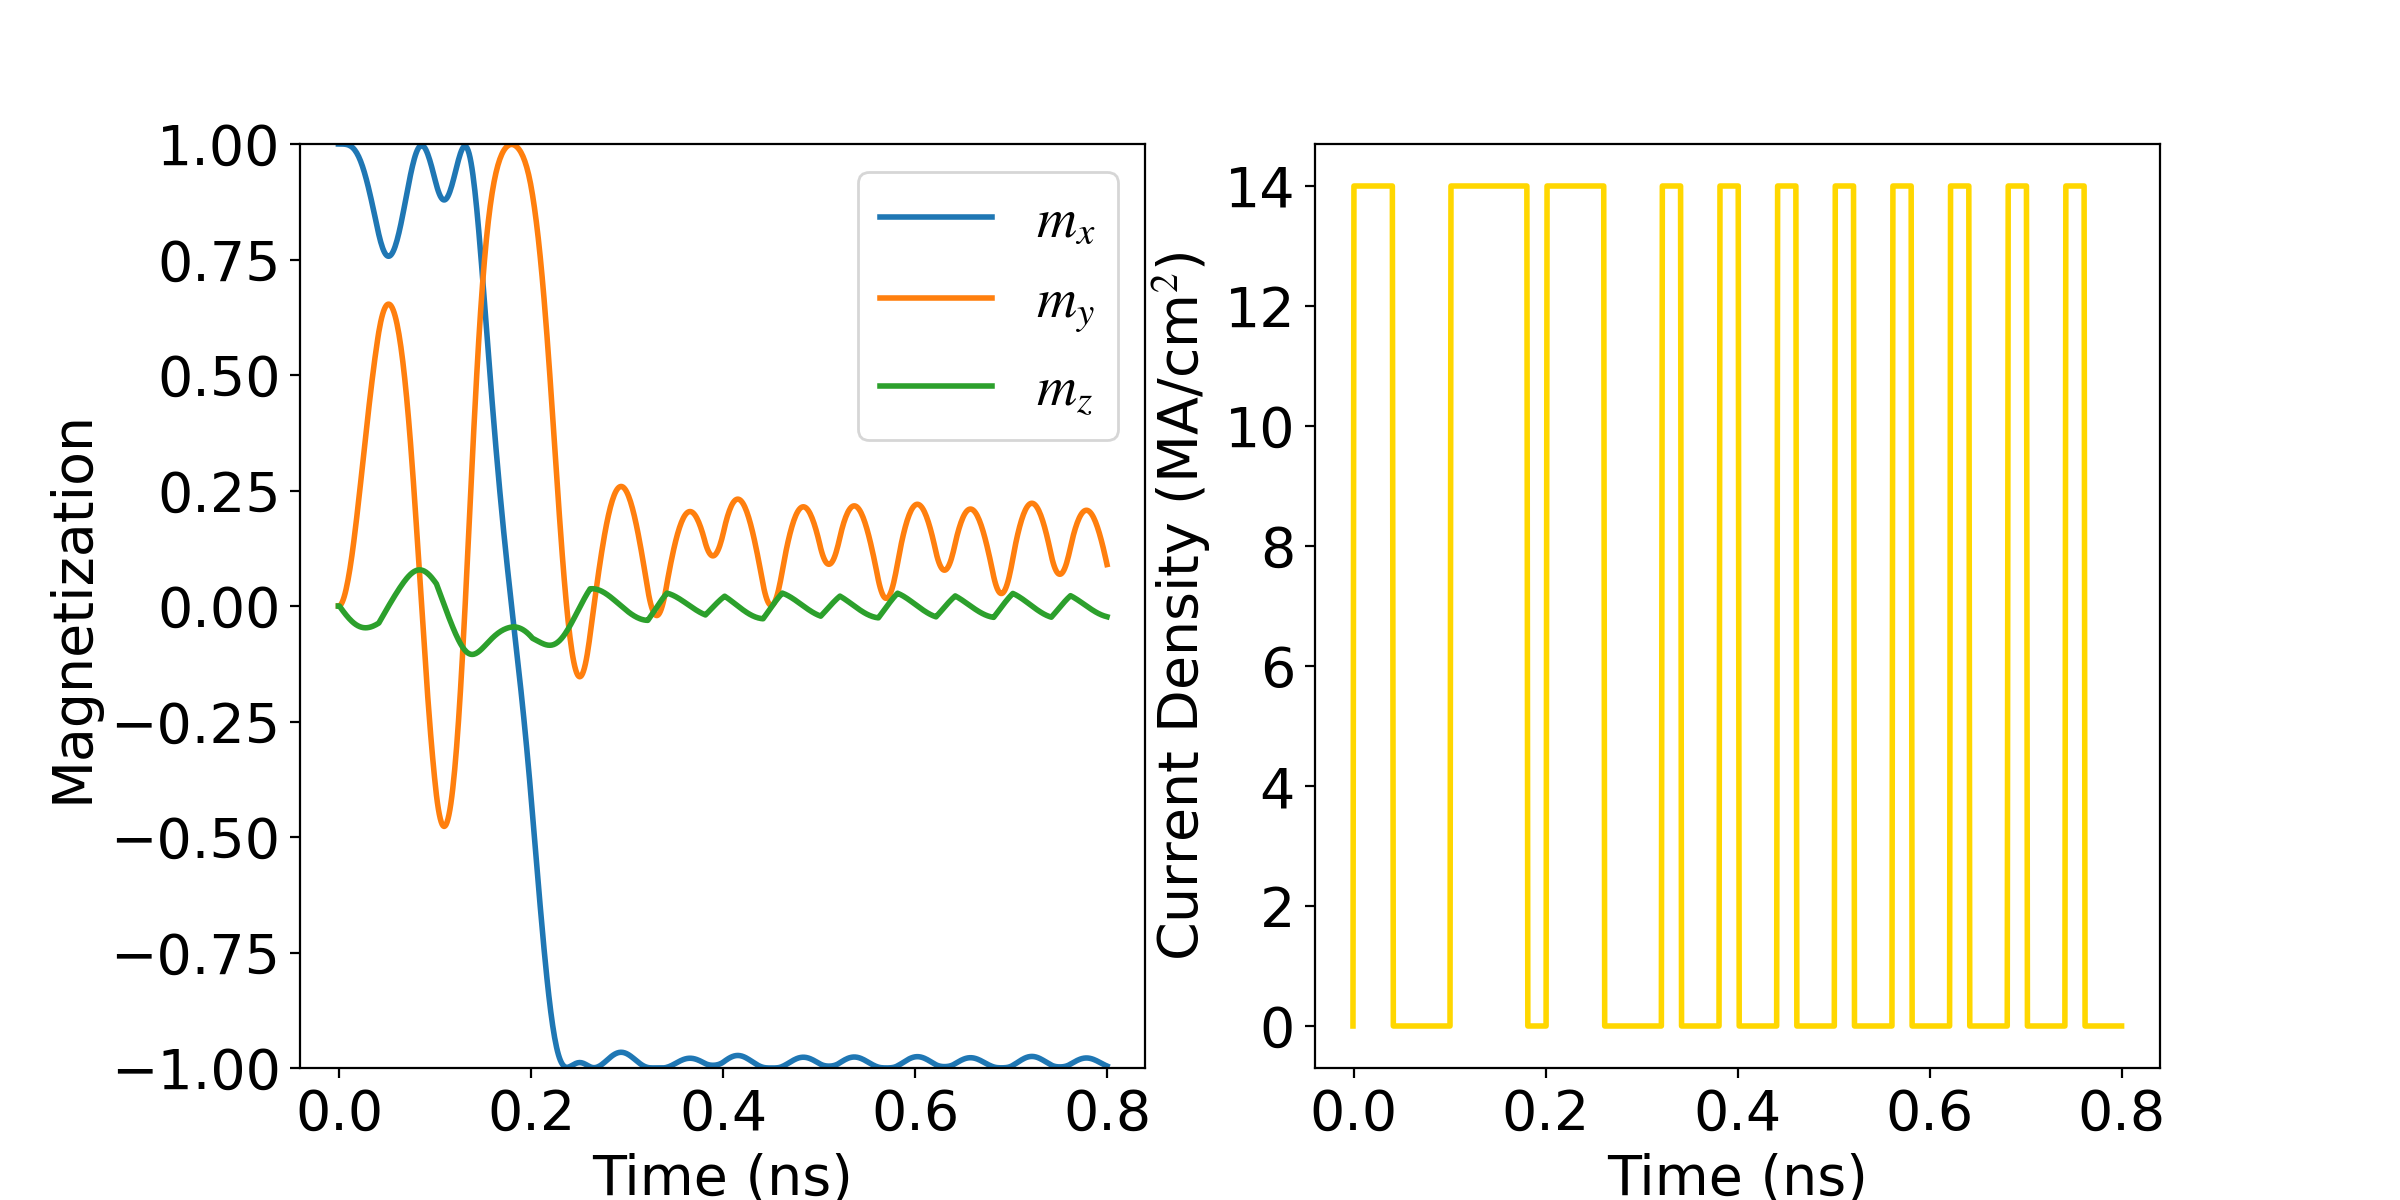 Magnetization
1.00
0.75
0.50
0.25
0.00
−0.25
−0.50
−0.75
−1.00
0.0 0.2 0.4 0.6 0.8
Time (ns)
mₓ
m_y
m_z
Current Density (MA/cm²)
14
12
10
8
6
4
2
0
0.0 0.2 0.4 0.6 0.8
Time (ns)